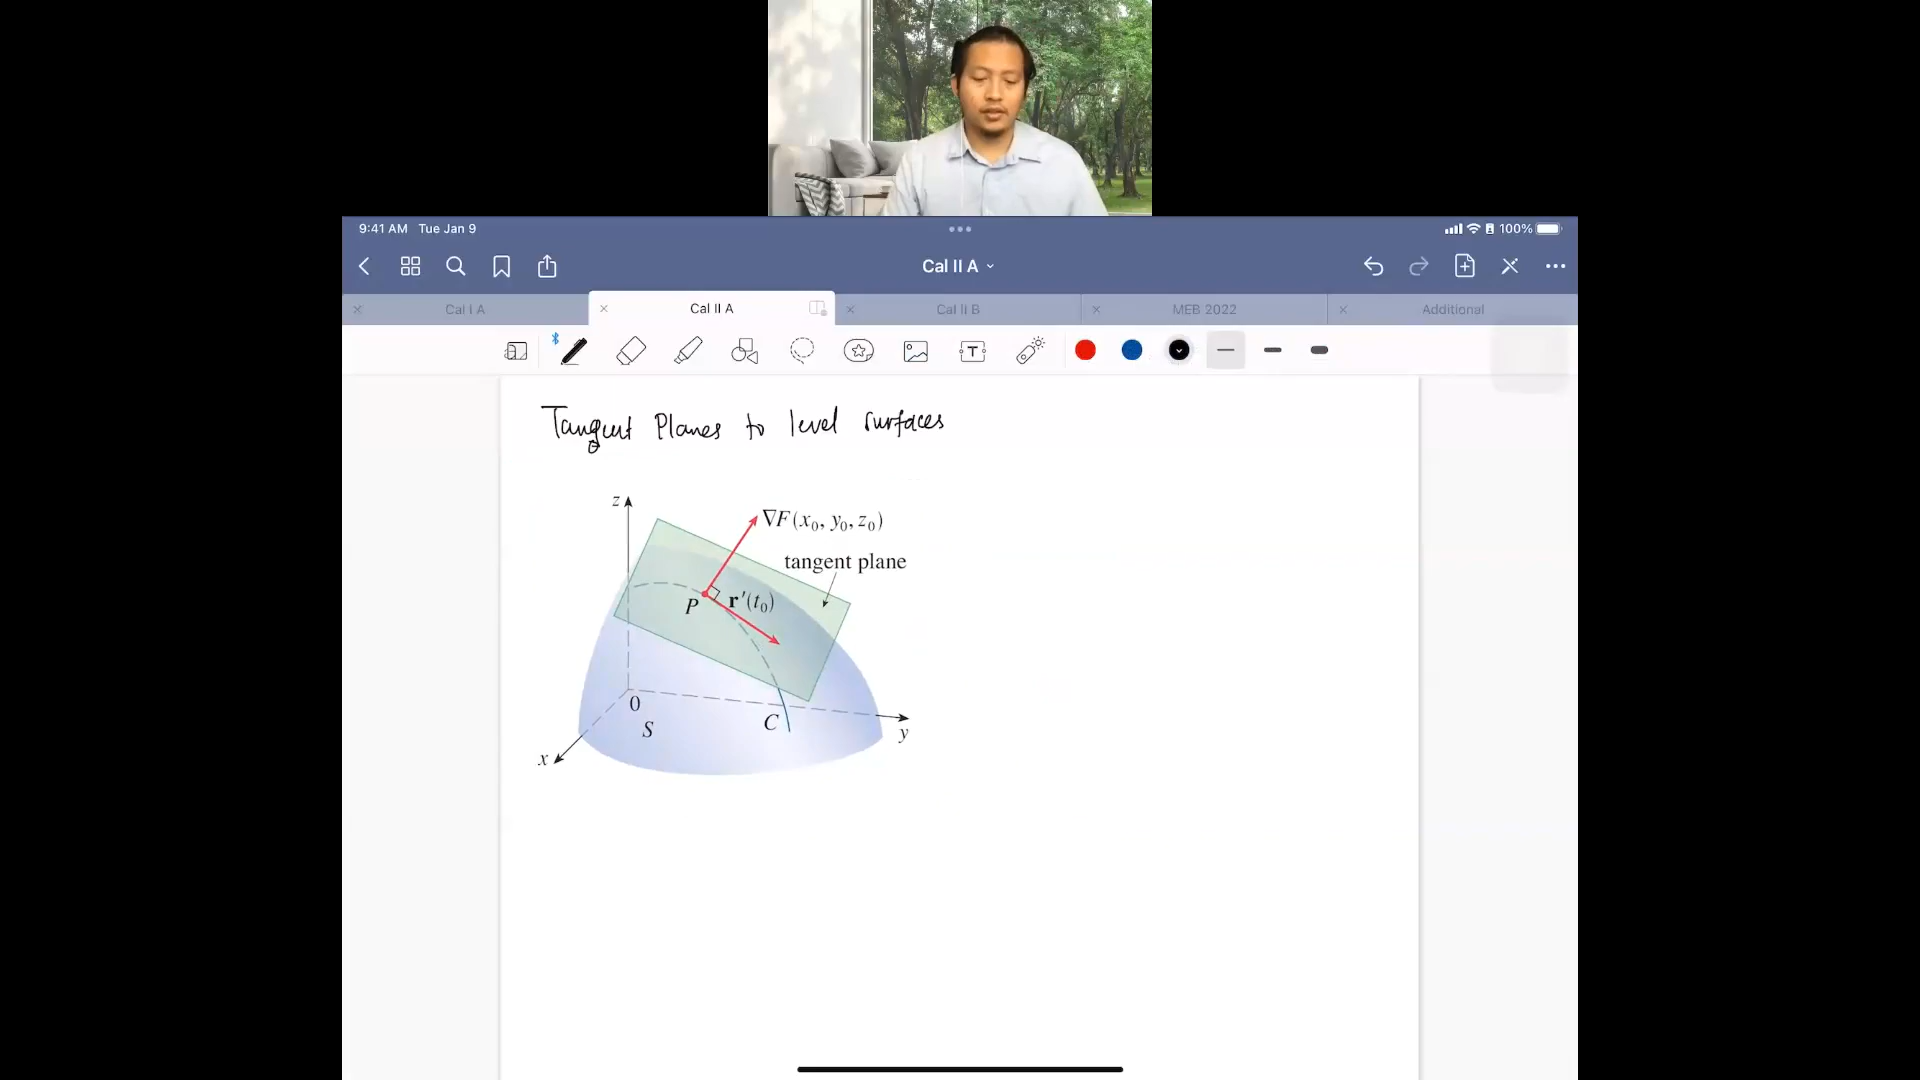 9:41 AM Tue Jan 9
100%
Cal II A
Cal I A
Cal II A
Cal II B
MEB 2022
Additional
T
Tangent Planes to level surfaces
z
∇F(x₀, y₀, z₀)
tangent plane
P
r′(t₀)
0
S
C
y
x